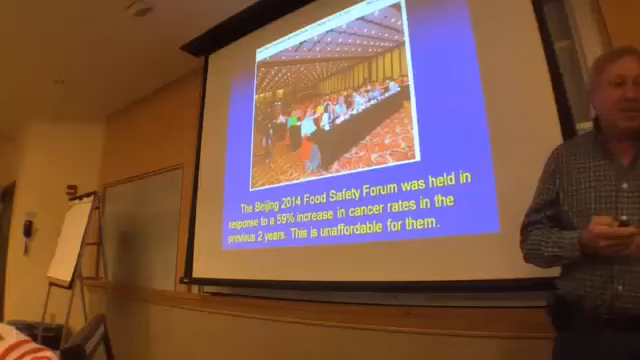 The Beijing 2014 Food Safety Forum was held in
response to a 59% increase in cancer rates in the
previous 2 years. This is unaffordable for them.